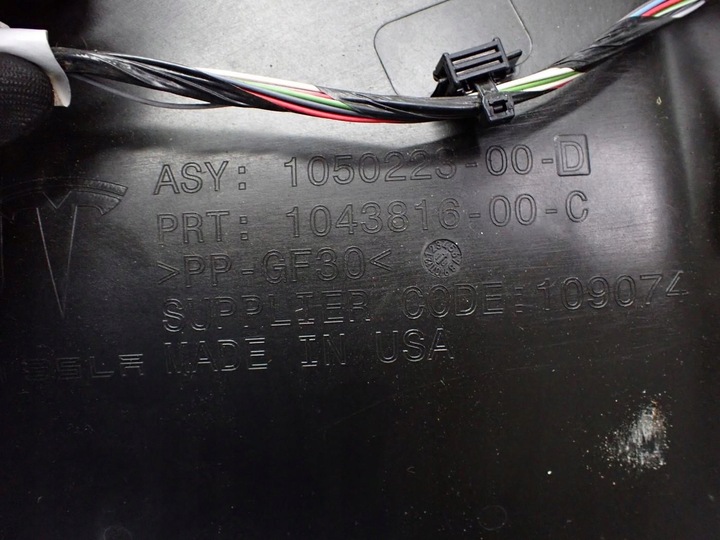 ASY: 1050223-00-D
PRT: 1043816-00-C
>PP-GF30<
SUPPLIER CODE: 109074
MADE IN USA